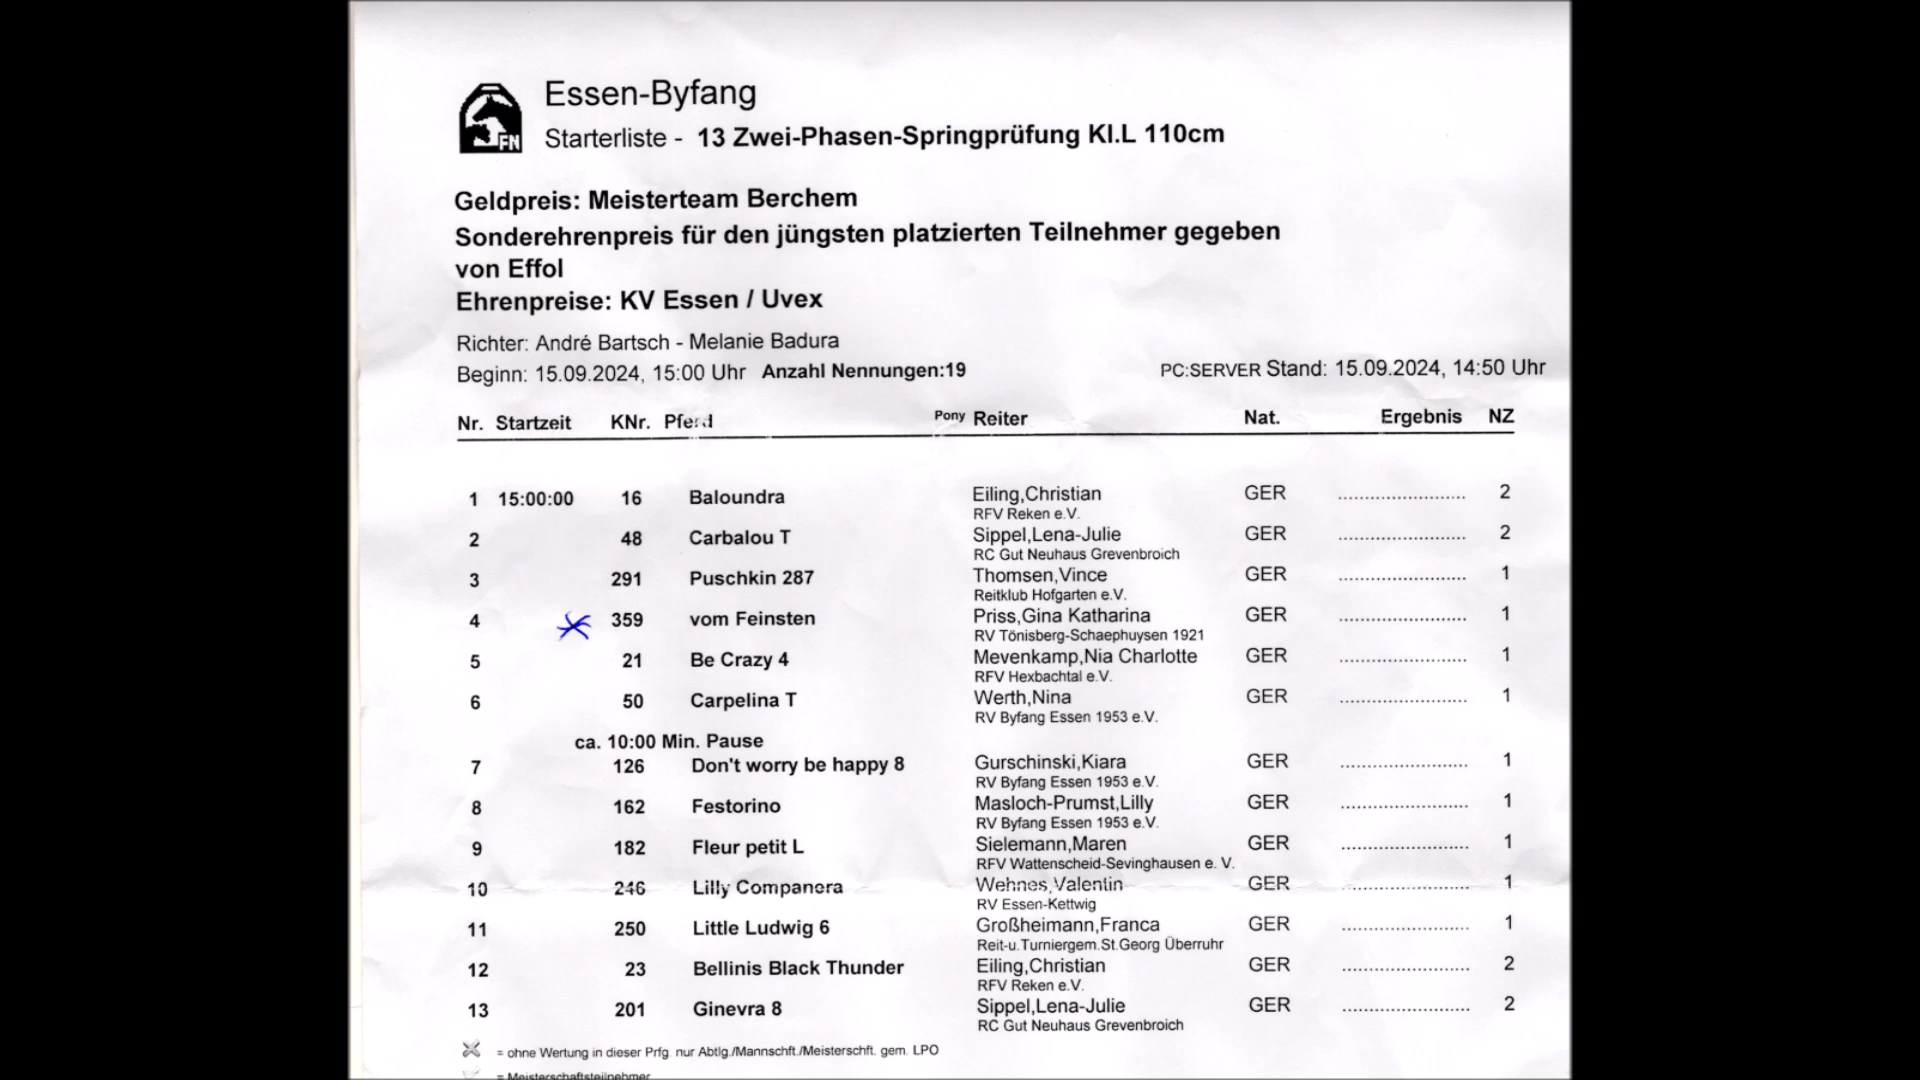 FN
Essen-Byfang
Starterliste - 13 Zwei-Phasen-Springprüfung Kl.L 110cm
Geldpreis: Meisterteam Berchem
Sonderehrenpreis für den jüngsten platzierten Teilnehmer gegeben
von Effol
Ehrenpreise: KV Essen / Uvex
Richter: André Bartsch - Melanie Badura
Beginn: 15.09.2024, 15:00 Uhr Anzahl Nennungen:19 PC:SERVER Stand: 15.09.2024, 14:50 Uhr
Nr. Startzeit KNr. Pferd Pony Reiter Nat. Ergebnis NZ
1 15:00:00 16 Baloundra Eiling,Christian GER ........................ 2
RFV Reken e.V.
2 48 Carbalou T Sippel,Lena-Julie GER ........................ 2
RC Gut Neuhaus Grevenbroich
3 291 Puschkin 287 Thomsen,Vince GER ........................ 1
Reitklub Hofgarten e.V.
4 359 vom Feinsten Priss,Gina Katharina GER ........................ 1
RV Tönisberg-Schaephuysen 1921
5 21 Be Crazy 4 Mevenkamp,Nia Charlotte GER ........................ 1
RFV Hexbachtal e.V.
6 50 Carpelina T Werth,Nina GER ........................ 1
RV Byfang Essen 1953 e.V.
ca. 10:00 Min. Pause
7 126 Don't worry be happy 8 Gurschinski,Kiara GER ........................ 1
RV Byfang Essen 1953 e.V.
8 162 Festorino Masloch-Prumst,Lilly GER ........................ 1
RV Byfang Essen 1953 e.V.
9 182 Fleur petit L Sielemann,Maren GER ........................ 1
RFV Wattenscheid-Sevinghausen e. V.
10 246 Lilly Companera Wehnes,Valentin GER ........................ 1
RV Essen-Kettwig
11 250 Little Ludwig 6 Großheimann,Franca GER ........................ 1
Reit-u.Turniergem.St.Georg Überruhr
12 23 Bellinis Black Thunder Eiling,Christian GER ........................ 2
RFV Reken e.V.
13 201 Ginevra 8 Sippel,Lena-Julie GER ........................ 2
RC Gut Neuhaus Grevenbroich
= ohne Wertung in dieser Prfg. nur Abtlg./Mannschft./Meisterschft. gem. LPO
= Meisterschaftsteilnehmer